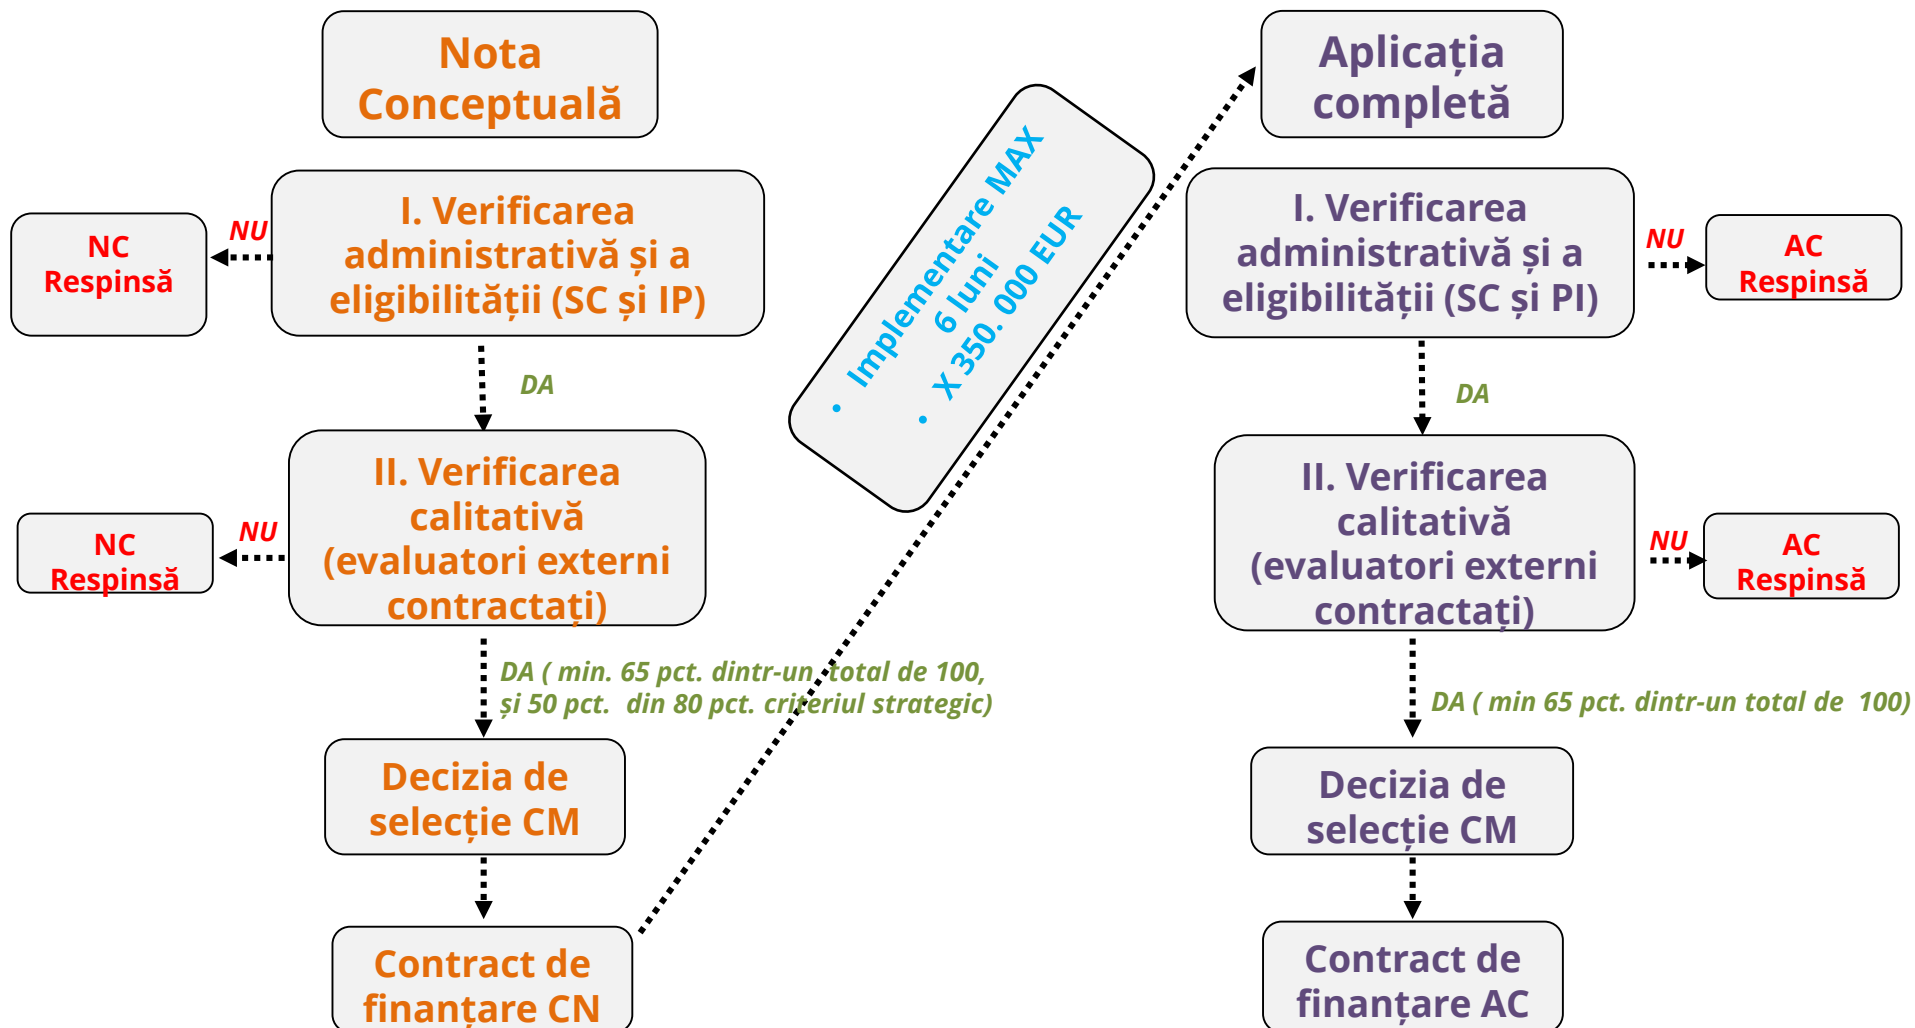 Nota
Conceptuală
I. Verificarea
administrativă și a
eligibilității (SC și IP)
NU
NC
Respinsă
DA
II. Verificarea
calitativă
(evaluatori externi
contractați)
NU
NC
Respinsă
DA ( min. 65 pct. dintr-un total de 100,
și 50 pct. din 80 pct. criteriul strategic)
Decizia de
selecție CM
Contract de
finanțare CN
• Implementare MAX
6 luni
• X 350. 000 EUR
Aplicația
completă
I. Verificarea
administrativă și a
eligibilității (SC și PI)
NU
AC
Respinsă
DA
II. Verificarea
calitativă
(evaluatori externi
contractați)
NU
AC
Respinsă
DA ( min 65 pct. dintr-un total de 100)
Decizia de
selecție CM
Contract de
finanțare AC